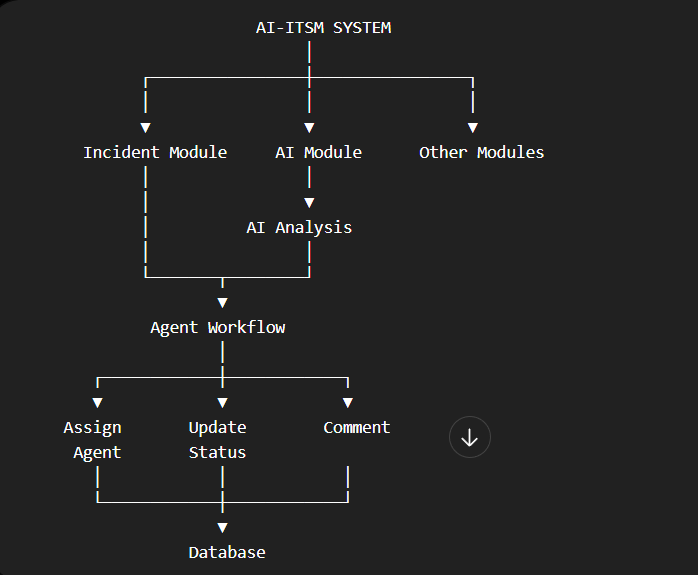 AI-ITSM SYSTEM
Incident Module AI Module Other Modules
AI Analysis
Agent Workflow
Assign Update Comment
Agent Status
Database